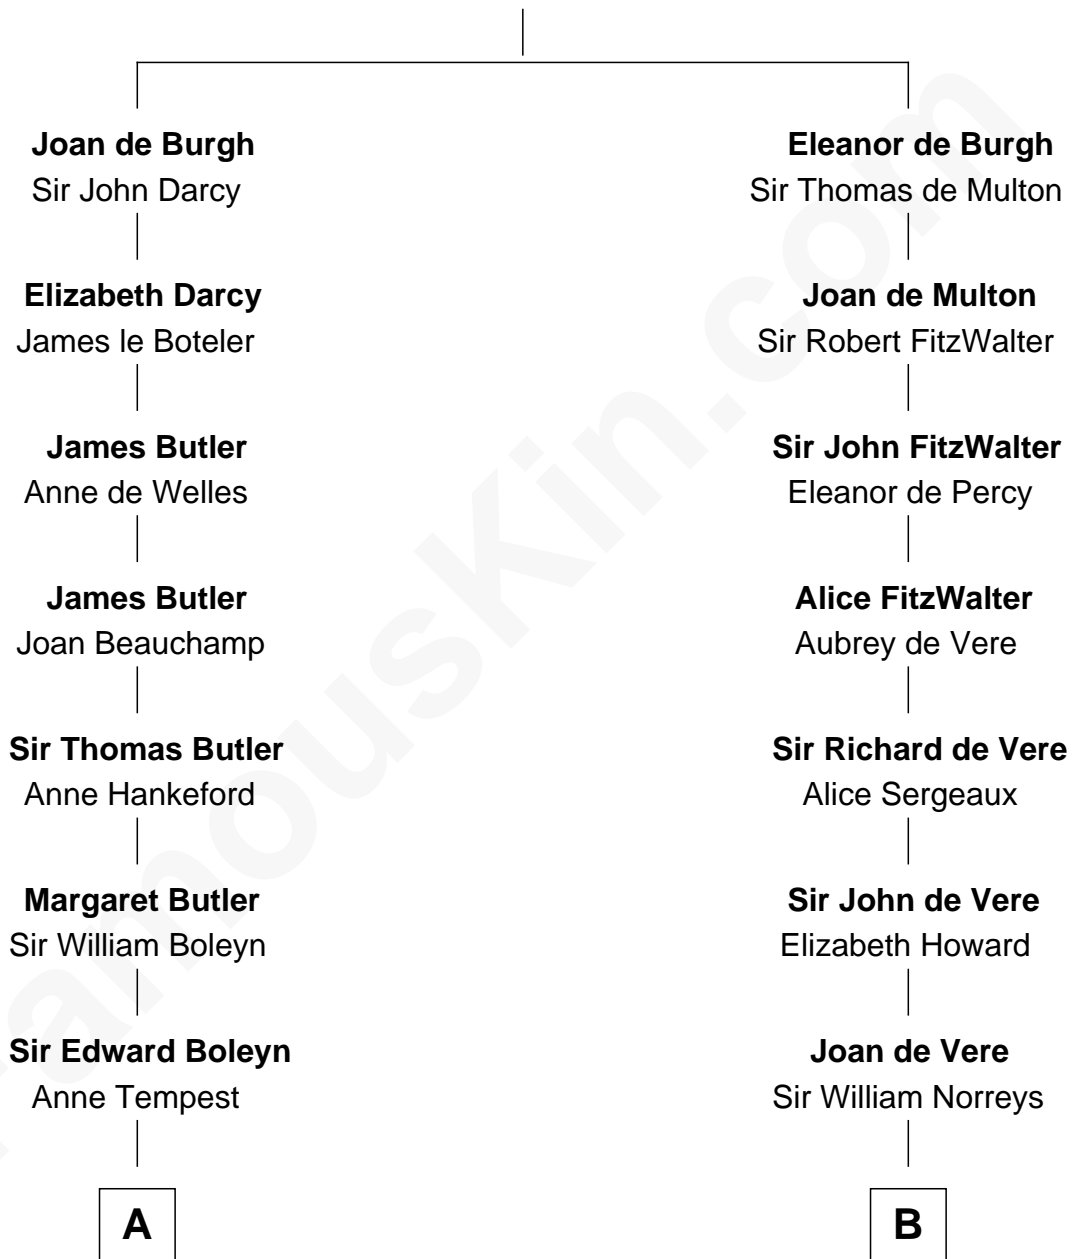 Joan de Burgh
Sir John Darcy
Elizabeth Darcy
James le Boteler
James Butler
Anne de Welles
James Butler
Joan Beauchamp
Sir Thomas Butler
Anne Hankeford
Margaret Butler
Sir William Boleyn
Sir Edward Boleyn
Anne Tempest
A
Eleanor de Burgh
Sir Thomas de Multon
Joan de Multon
Sir Robert FitzWalter
Sir John FitzWalter
Eleanor de Percy
Alice FitzWalter
Aubrey de Vere
Sir Richard de Vere
Alice Sergeaux
Sir John de Vere
Elizabeth Howard
Joan de Vere
Sir William Norreys
B
FamousKin.com